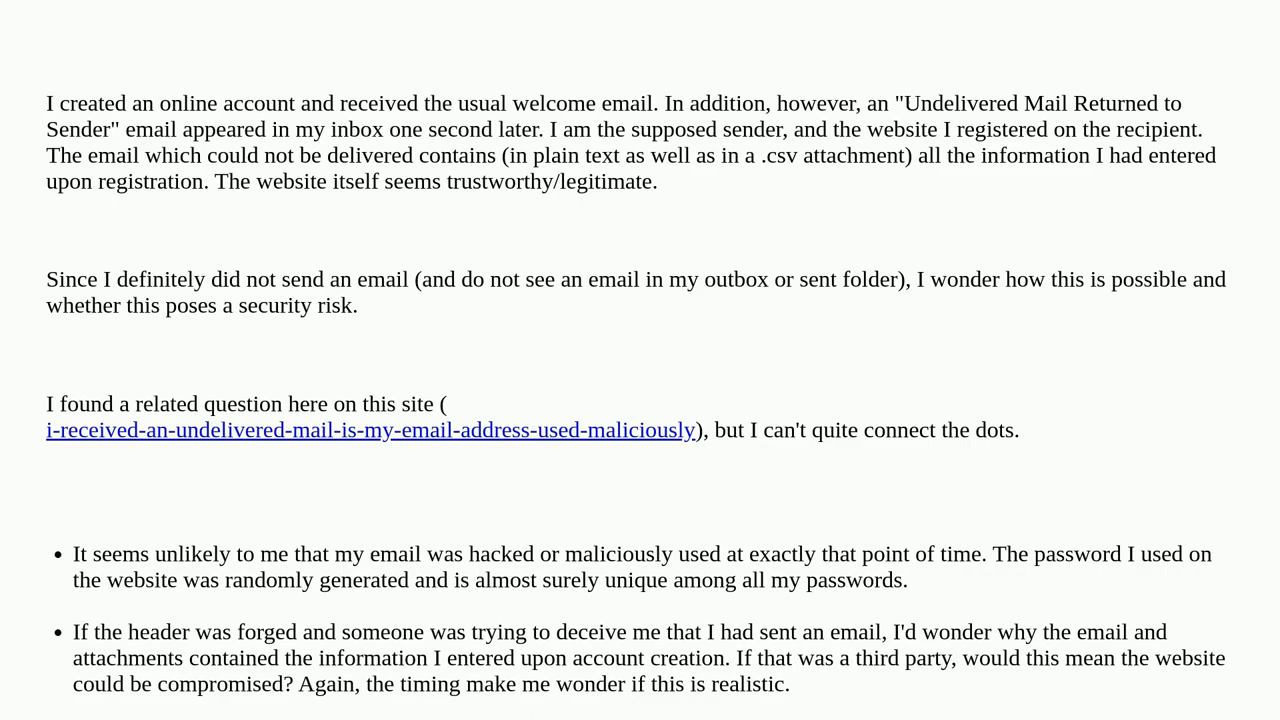 I created an online account and received the usual welcome email. In addition, however, an "Undelivered Mail Returned to
Sender" email appeared in my inbox one second later. I am the supposed sender, and the website I registered on the recipient.
The email which could not be delivered contains (in plain text as well as in a .csv attachment) all the information I had entered
upon registration. The website itself seems trustworthy/legitimate.
Since I definitely did not send an email (and do not see an email in my outbox or sent folder), I wonder how this is possible and
whether this poses a security risk.
I found a related question here on this site (
i-received-an-undelivered-mail-is-my-email-address-used-maliciously), but I can't quite connect the dots.
• It seems unlikely to me that my email was hacked or maliciously used at exactly that point of time. The password I used on
the website was randomly generated and is almost surely unique among all my passwords.
• If the header was forged and someone was trying to deceive me that I had sent an email, I'd wonder why the email and
attachments contained the information I entered upon account creation. If that was a third party, would this mean the website
could be compromised? Again, the timing make me wonder if this is realistic.